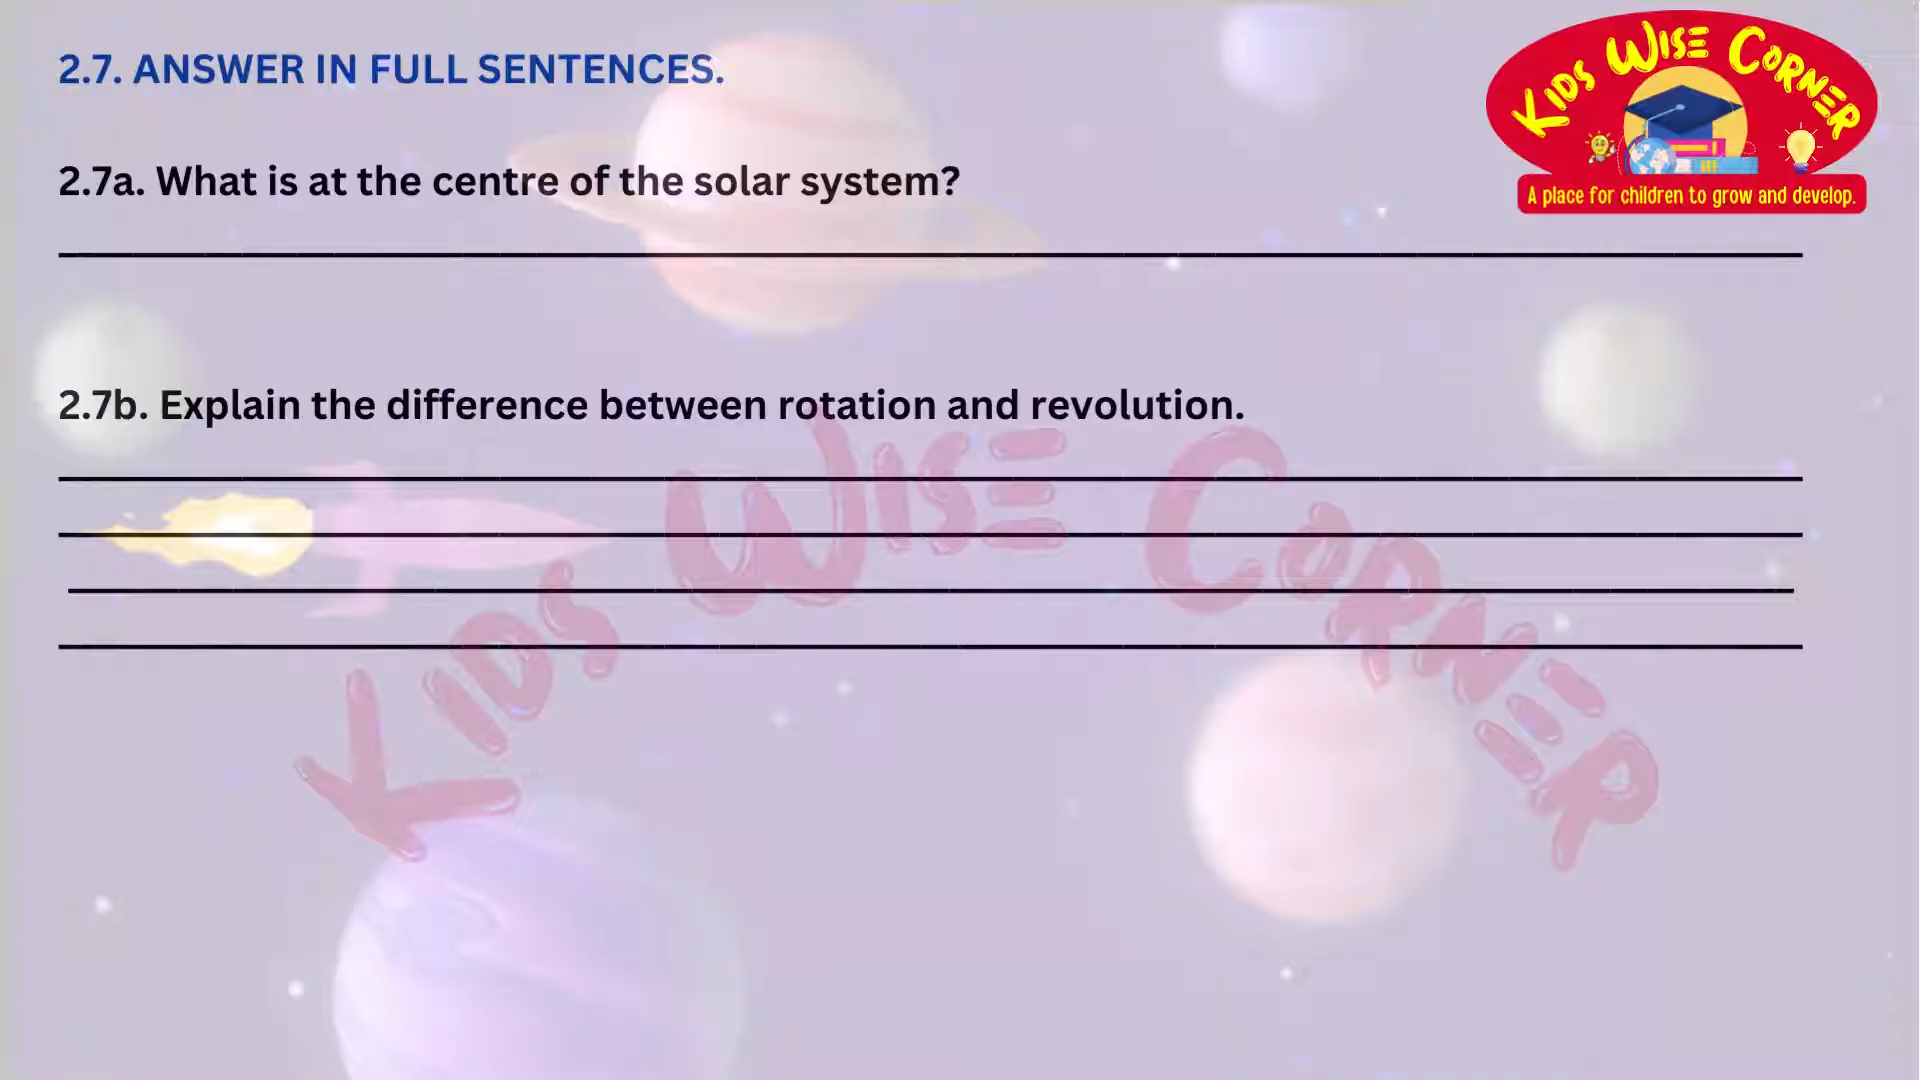 2.7. ANSWER IN FULL SENTENCES.
KIDS WISE CORNER
A place for children to grow and develop.
2.7a. What is at the centre of the solar system?
2.7b. Explain the difference between rotation and revolution.
KIDS WISE CORNER